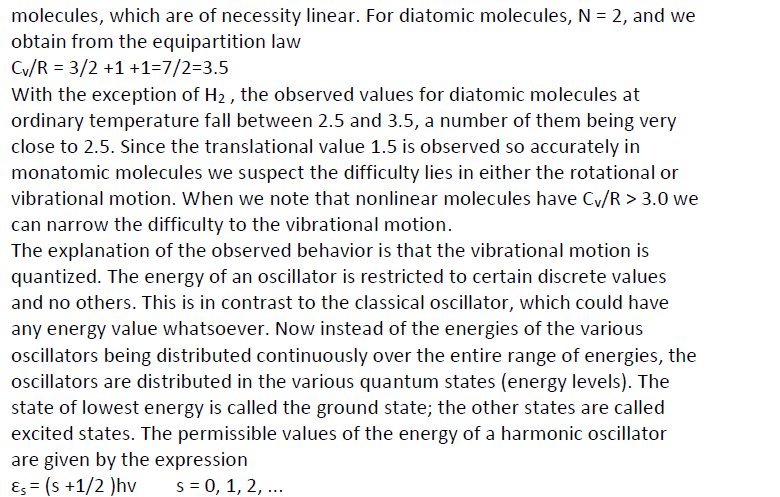 molecules, which are of necessity linear. For diatomic molecules, N = 2, and we
obtain from the equipartition law
Cᵥ/R = 3/2 +1 +1=7/2=3.5
With the exception of H₂ , the observed values for diatomic molecules at
ordinary temperature fall between 2.5 and 3.5, a number of them being very
close to 2.5. Since the translational value 1.5 is observed so accurately in
monatomic molecules we suspect the difficulty lies in either the rotational or
vibrational motion. When we note that nonlinear molecules have Cᵥ/R > 3.0 we
can narrow the difficulty to the vibrational motion.
The explanation of the observed behavior is that the vibrational motion is
quantized. The energy of an oscillator is restricted to certain discrete values
and no others. This is in contrast to the classical oscillator, which could have
any energy value whatsoever. Now instead of the energies of the various
oscillators being distributed continuously over the entire range of energies, the
oscillators are distributed in the various quantum states (energy levels). The
state of lowest energy is called the ground state; the other states are called
excited states. The permissible values of the energy of a harmonic oscillator
are given by the expression
εₛ = (s +1/2 )hv s = 0, 1, 2, ...